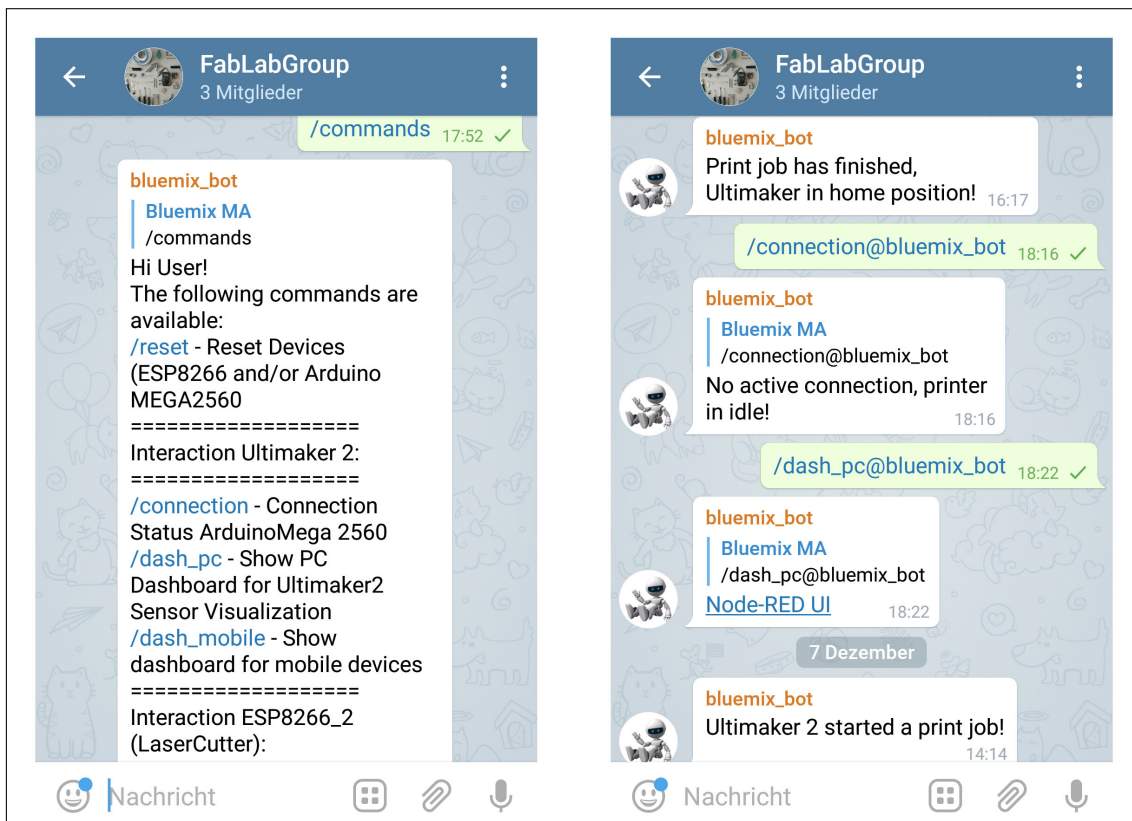 FabLabGroup
3 Mitglieder
/commands 17:52
bluemix_bot
Bluemix MA
/commands
Hi User!
The following commands are
available:
/reset - Reset Devices
(ESP8266 and/or Arduino
MEGA2560
===================
Interaction Ultimaker 2:
===================
/connection - Connection
Status ArduinoMega 2560
/dash_pc - Show PC
Dashboard for Ultimaker2
Sensor Visualization
/dash_mobile - Show
dashboard for mobile devices
===================
Interaction ESP8266_2
(LaserCutter):
Nachricht
FabLabGroup
3 Mitglieder
bluemix_bot
Print job has finished,
Ultimaker in home position! 16:17
/connection@bluemix_bot 18:16
bluemix_bot
Bluemix MA
/connection@bluemix_bot
No active connection, printer
in idle!
18:16
/dash_pc@bluemix_bot 18:22
bluemix_bot
Bluemix MA
/dash_pc@bluemix_bot
Node-RED UI 18:22
7 Dezember
bluemix_bot
Ultimaker 2 started a print job!
14:14
Nachricht